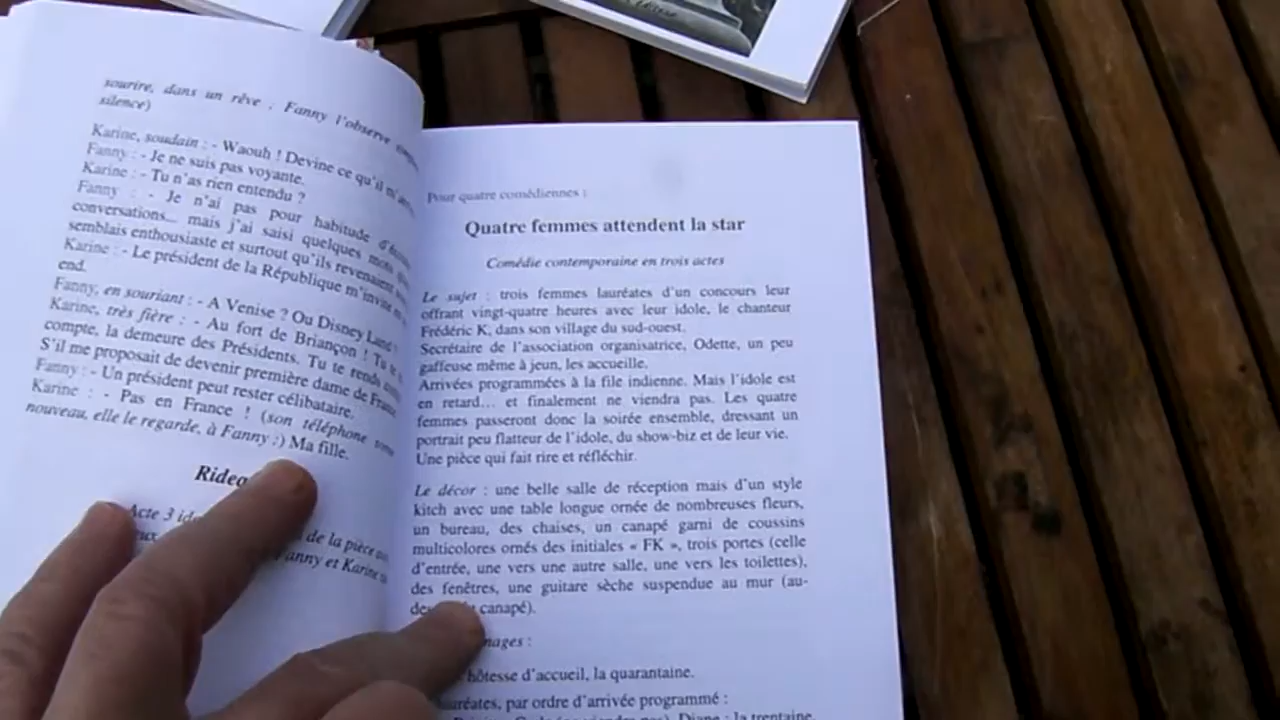 sourire, dans un rêve ; Fanny l'observe
silence)
Karine, soudain : - Waouh ! Devine ce qu'il m'a
Fanny : - Je ne suis pas voyante.
Karine : - Tu n'as rien entendu ?
Fanny : - Je n'ai pas pour habitude
conversations... mais j'ai saisi quelques mots
semblais enthousiaste et surtout qu'ils revenaient
Karine : - Le président de la République m'invite
end.
Fanny, en souriant : - A Venise ? Ou Disney Land ?
Karine, très fière : - Au fort de Briançon ! Tu te
compte, la demeure des Présidents. Tu te rends
S'il me proposait de devenir première dame de France
Fanny : - Un président peut rester célibataire.
Karine : - Pas en France ! (son téléphone sonne
nouveau, elle le regarde, à Fanny :) Ma fille.
Acte 3
de la pièce
Fanny et Karine
Pour quatre comédiennes :
Quatre femmes attendent la star
Comédie contemporaine en trois actes
Le sujet : trois femmes lauréates d'un concours leur
offrant vingt-quatre heures avec leur idole, le chanteur
Frédéric K, dans son village du sud-ouest.
Secrétaire de l'association organisatrice, Odette, un peu
gaffeuse même à jeun, les accueille.
Arrivées programmées à la file indienne. Mais l'idole est
en retard... et finalement ne viendra pas. Les quatre
femmes passeront donc la soirée ensemble, dressant un
portrait peu flatteur de l'idole, du show-biz et de leur vie.
Une pièce qui fait rire et réfléchir.
Le décor : une belle salle de réception mais d'un style
kitch avec une table longue ornée de nombreuses fleurs,
un bureau, des chaises, un canapé garni de coussins
multicolores ornés des initiales « FK », trois portes (celle
d'entrée, une vers une autre salle, une vers les toilettes),
des fenêtres, une guitare sèche suspendue au mur (au-
canapé).
hôtesse d'accueil, la quarantaine.
par ordre d'arrivée programmé :
Diane : la trentaine.